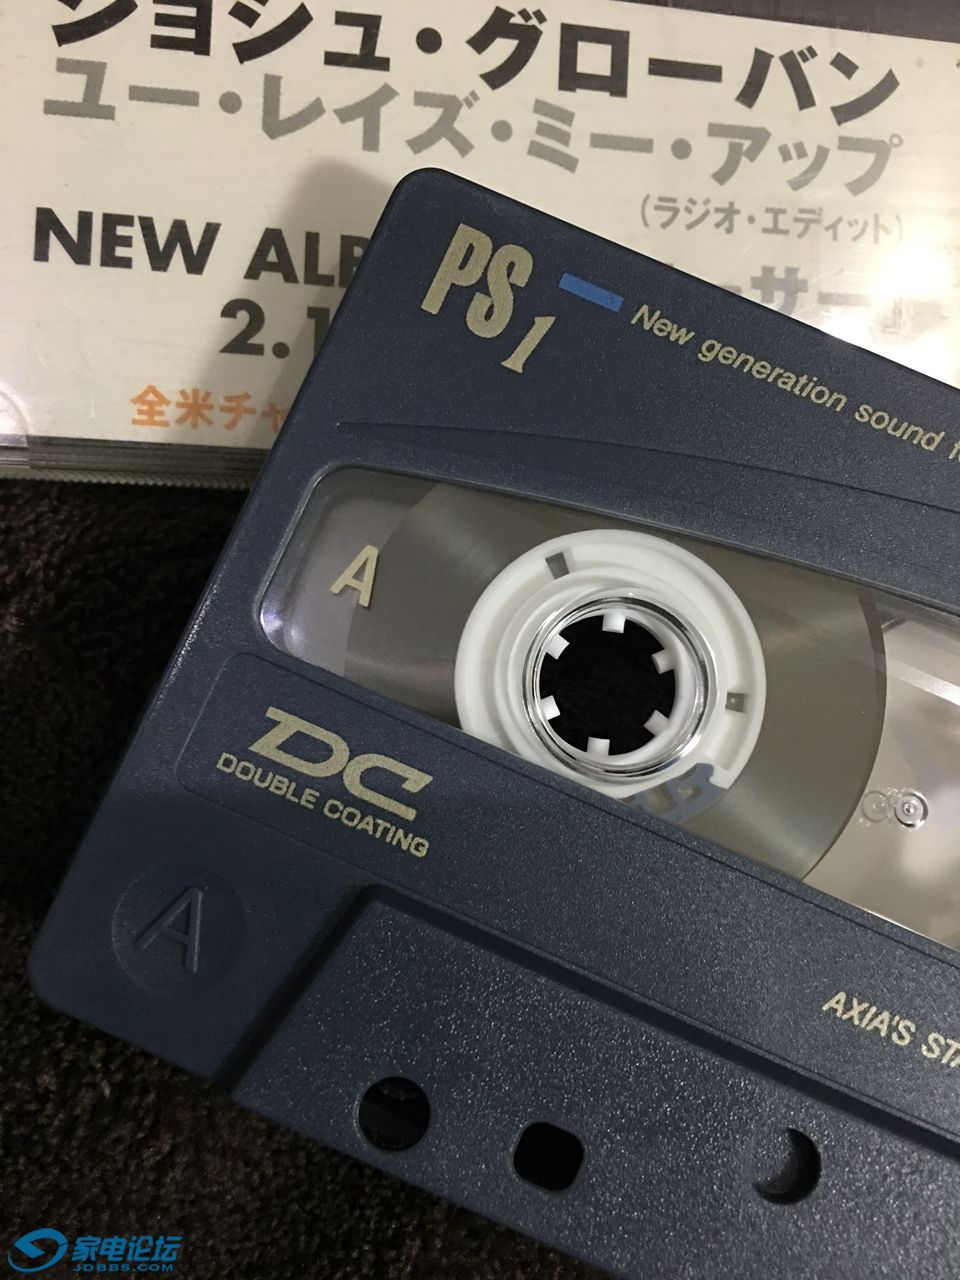 ジョシュ・グローバン
ユー・レイズ・ミー・アップ
(ラジオ・エディット)
NEW ALB
2.1
全米チャ
PS1
New generation sound
A
DC
DOUBLE COATING
A
AXIA'S STA
家电论坛
JDBBS.COM